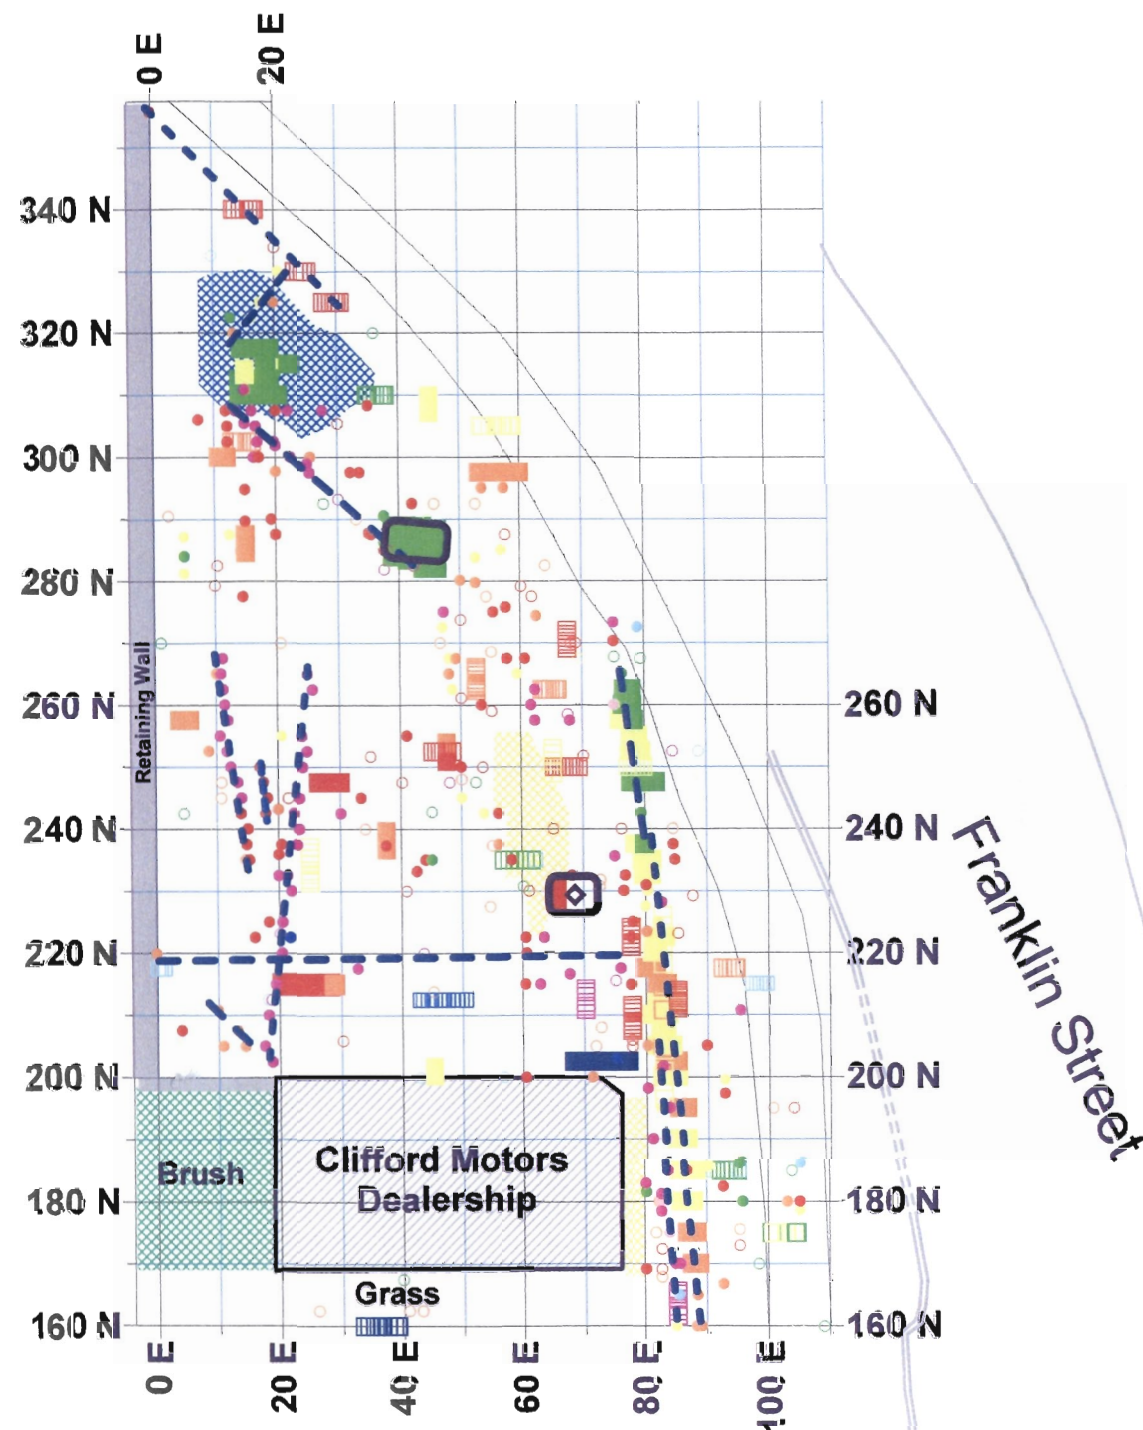 0 E
20 E
340 N
320 N
300 N
280 N
260 N
260 N
240 N
240 N
220 N
220 N
200 N
200 N
180 N
180 N
160 N
160 N
Retaining Wall
Franklin Street
Brush
Clifford Motors
Dealership
Grass
0 E
20 E
40 E
60 E
80 E
100 E